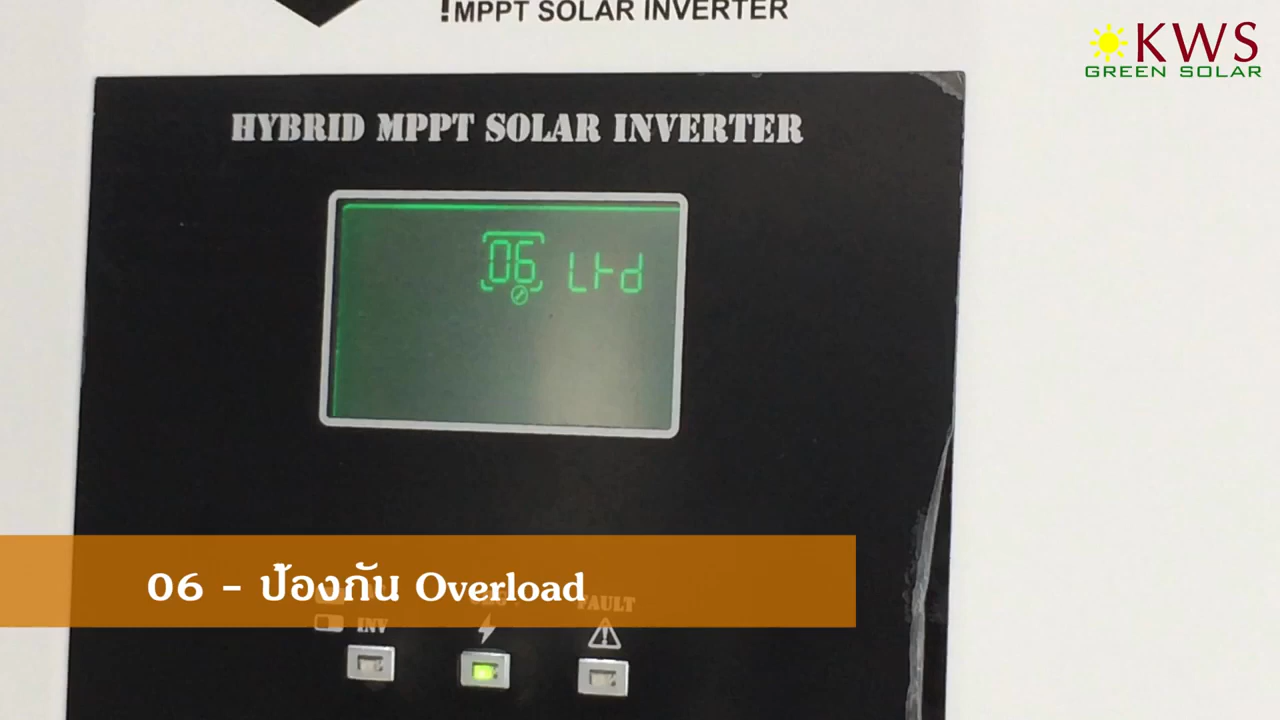 !MPPT SOLAR INVERTER
KWS
GREEN SOLAR
HYBRID MPPT SOLAR INVERTER
06 Ltd
06 - ป้องกัน Overload
INV
FAULT